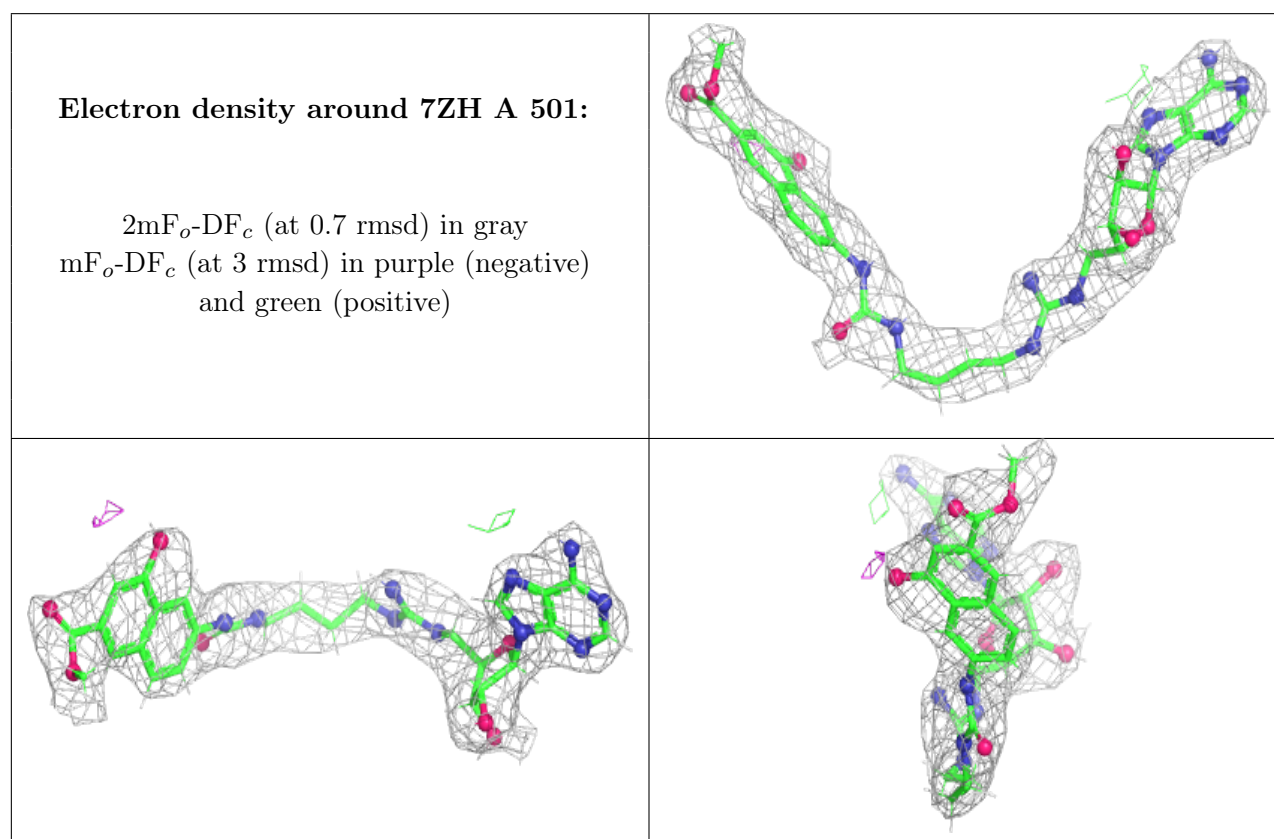 Electron density around 7ZH A 501:
2mFo-DFc (at 0.7 rmsd) in gray
mFo-DFc (at 3 rmsd) in purple (negative)
and green (positive)